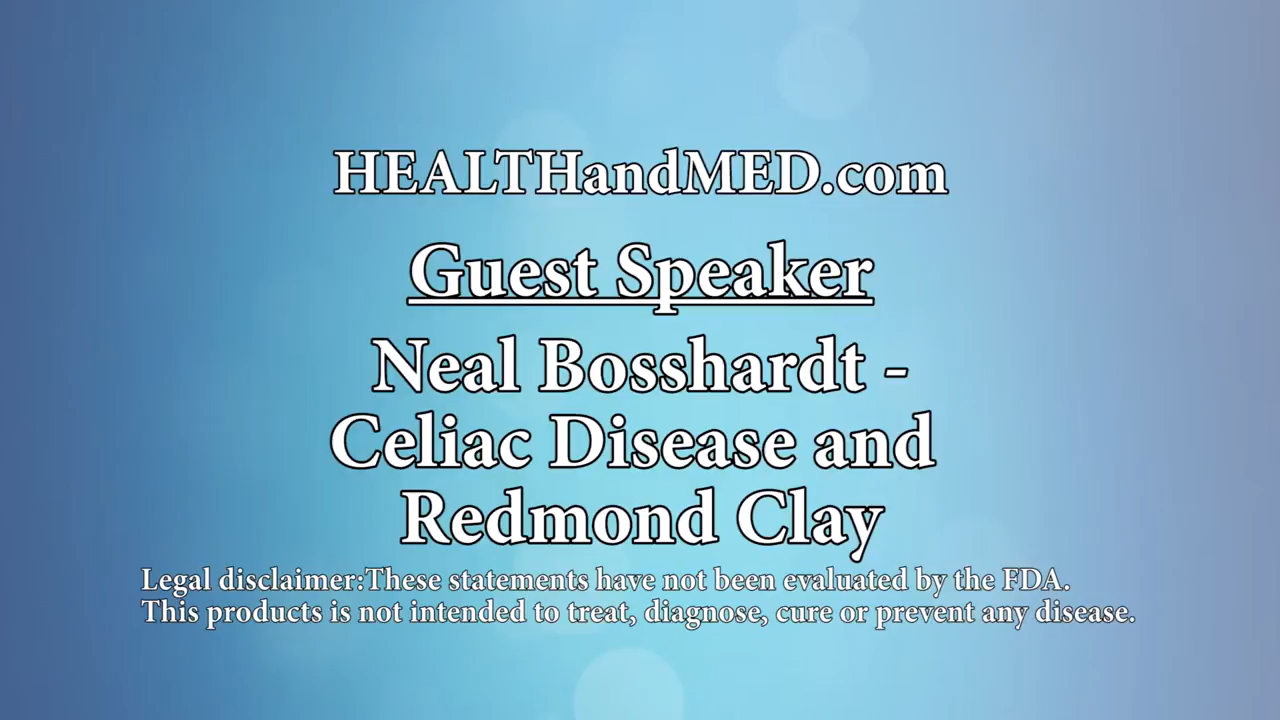 HEALTHandMED.com
Guest Speaker
Neal Bosshardt -
Celiac Disease and
Redmond Clay
Legal disclaimer:These statements have not been evaluated by the FDA.
This products is not intended to treat, diagnose, cure or prevent any disease.